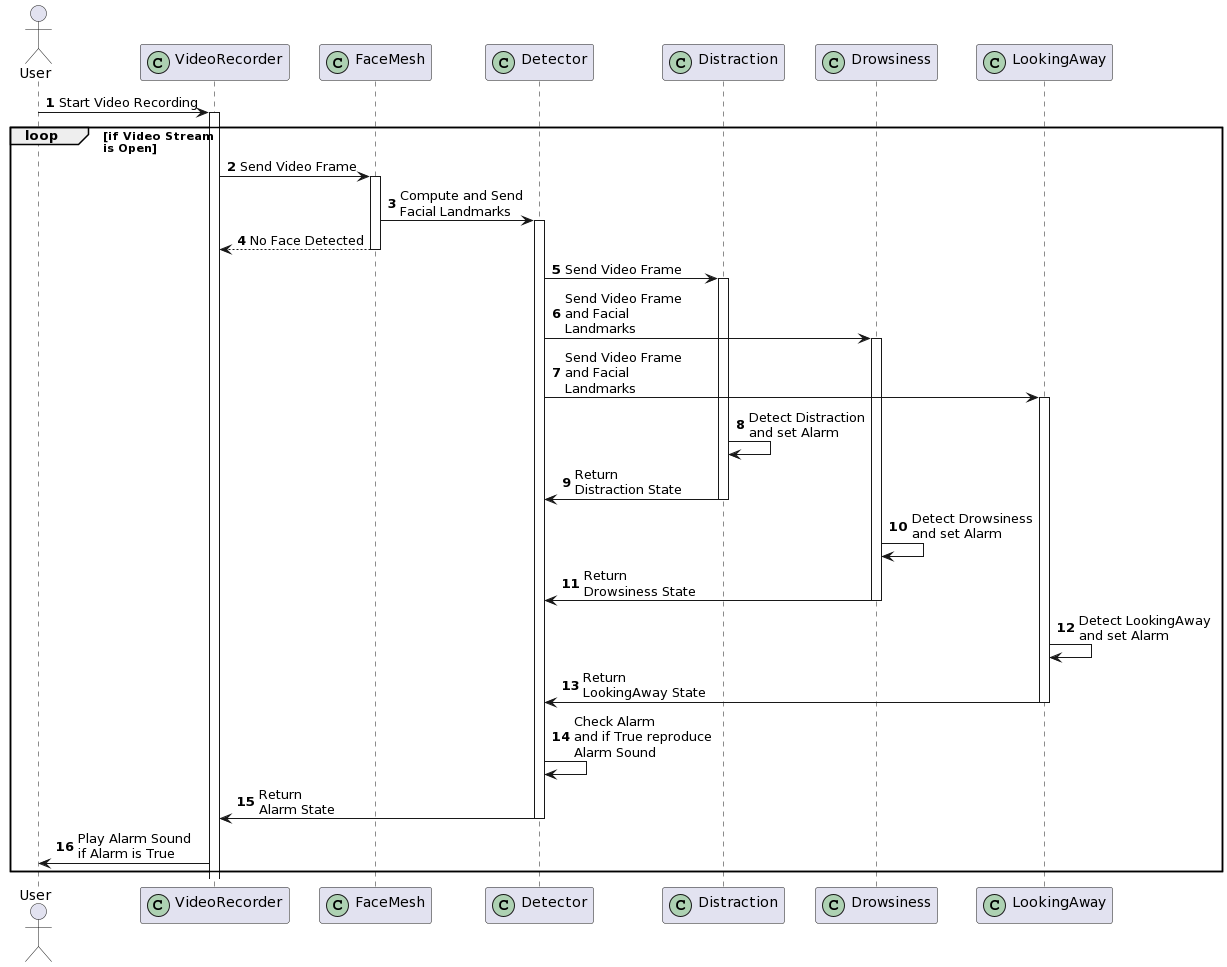 User
C VideoRecorder
C FaceMesh
C Detector
C Distraction
C Drowsiness
C LookingAway
1 Start Video Recording
loop
[if Video Stream
is Open]
2 Send Video Frame
3 Compute and Send
Facial Landmarks
4 No Face Detected
5 Send Video Frame
6 Send Video Frame
and Facial
Landmarks
7 Send Video Frame
and Facial
Landmarks
8 Detect Distraction
and set Alarm
9 Return
Distraction State
10 Detect Drowsiness
and set Alarm
11 Return
Drowsiness State
12 Detect LookingAway
and set Alarm
13 Return
LookingAway State
14 Check Alarm
and if True reproduce
Alarm Sound
15 Return
Alarm State
16 Play Alarm Sound
if Alarm is True
User
C VideoRecorder
C FaceMesh
C Detector
C Distraction
C Drowsiness
C LookingAway